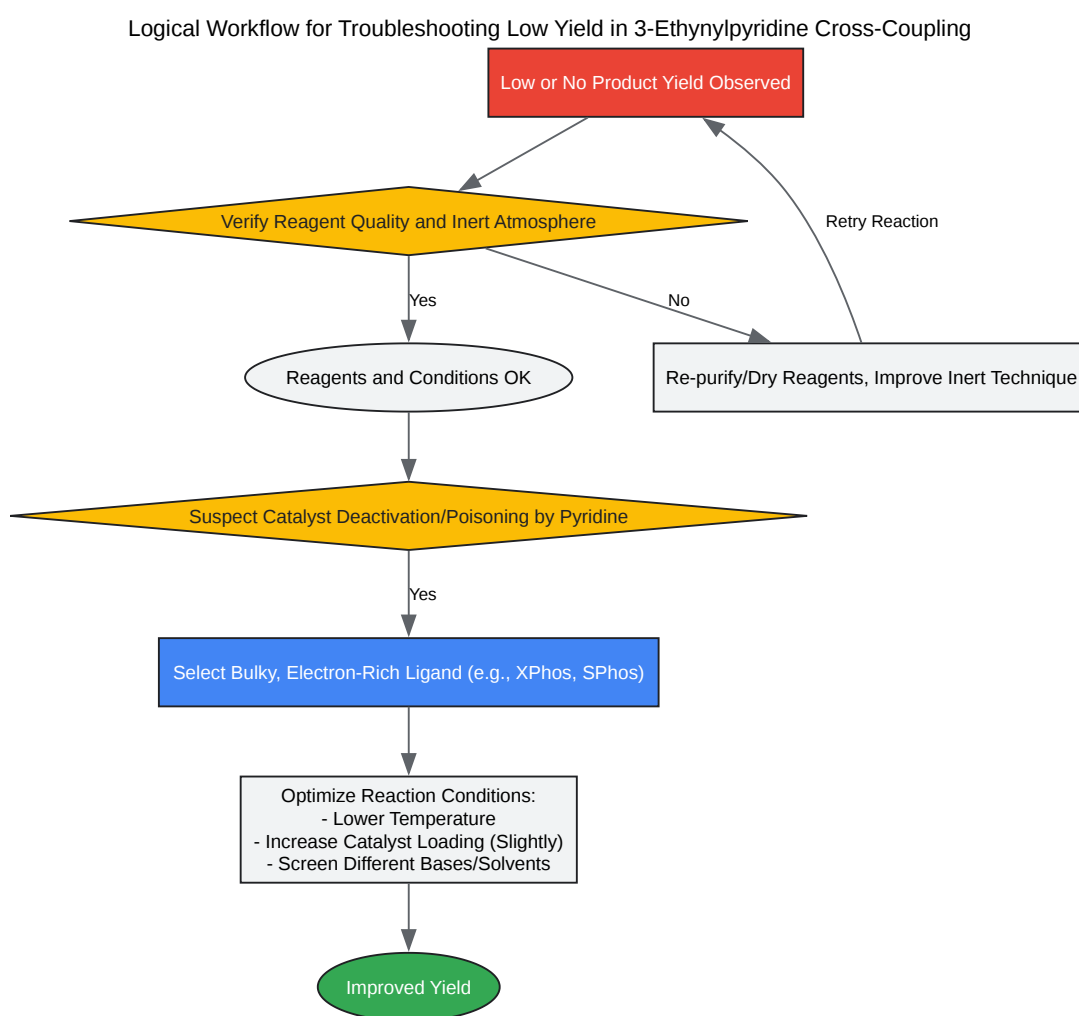 Logical Workflow for Troubleshooting Low Yield in 3-Ethynylpyridine Cross-Coupling
Low or No Product Yield Observed
Verify Reagent Quality and Inert Atmosphere
Retry Reaction
Yes
No
Reagents and Conditions OK
Re-purify/Dry Reagents, Improve Inert Technique
Suspect Catalyst Deactivation/Poisoning by Pyridine
Yes
Select Bulky, Electron-Rich Ligand (e.g., XPhos, SPhos)
Optimize Reaction Conditions:
- Lower Temperature
- Increase Catalyst Loading (Slightly)
- Screen Different Bases/Solvents
Improved Yield